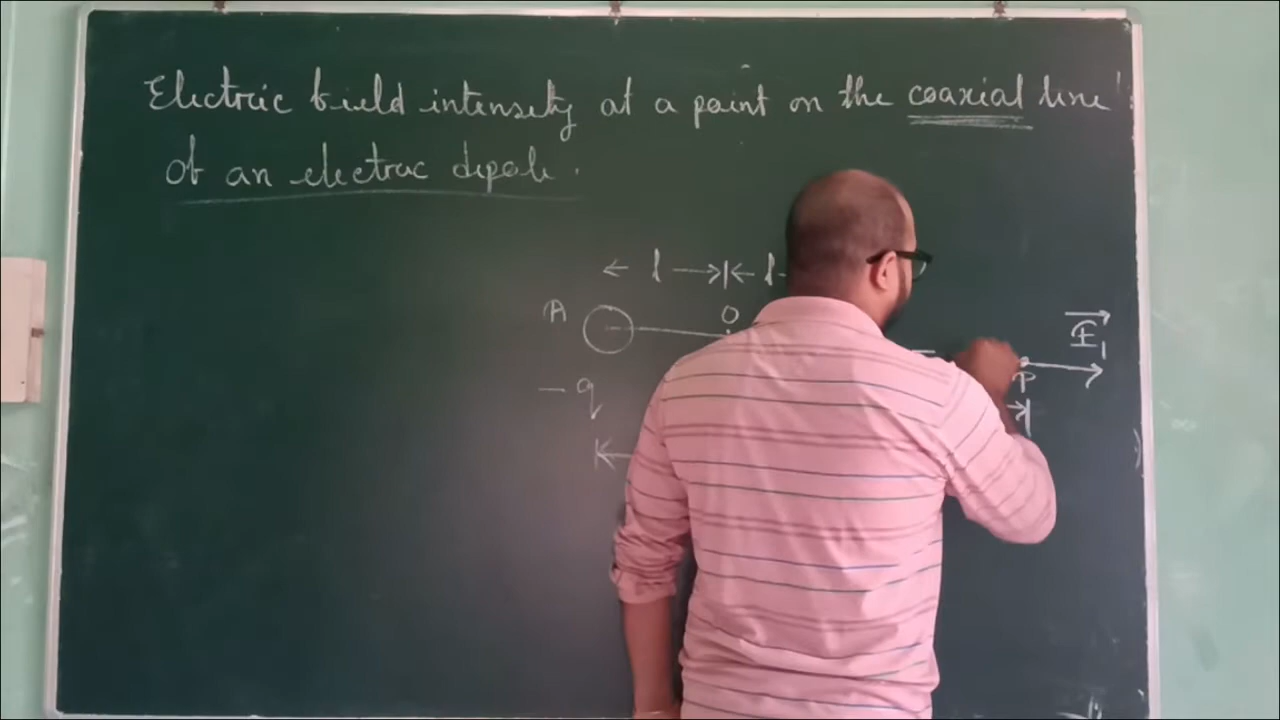 Electric field intensity at a point on the coaxial line
of an electric dipole.
← l →|← l
A O E₁
P
- q